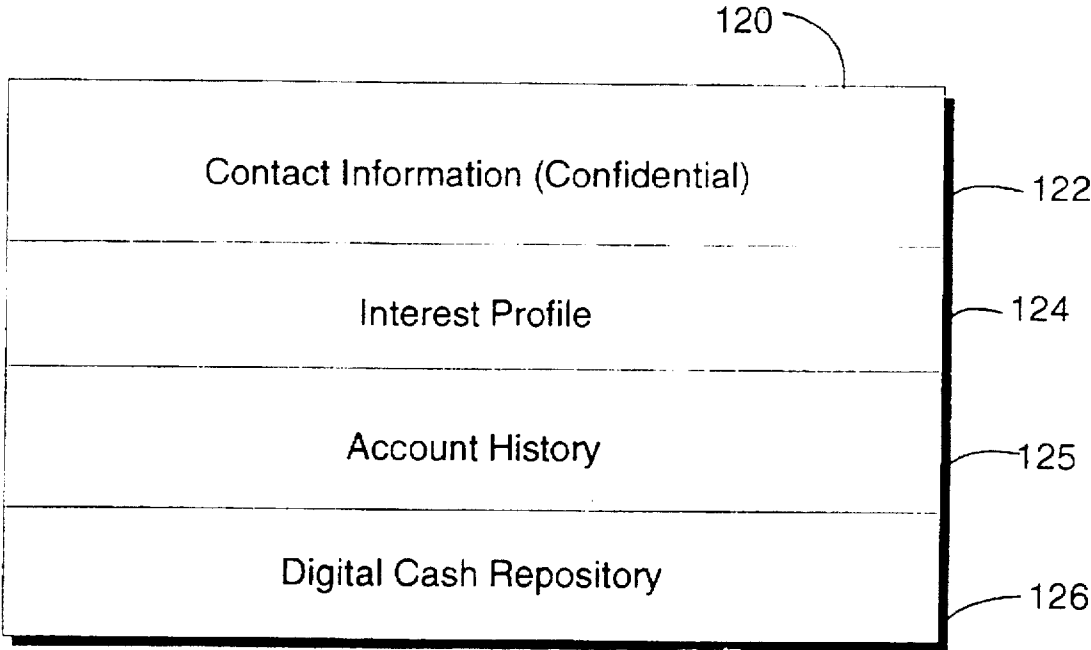 120
Contact Information (Confidential)
122
Interest Profile
124
Account History
125
Digital Cash Repository
126